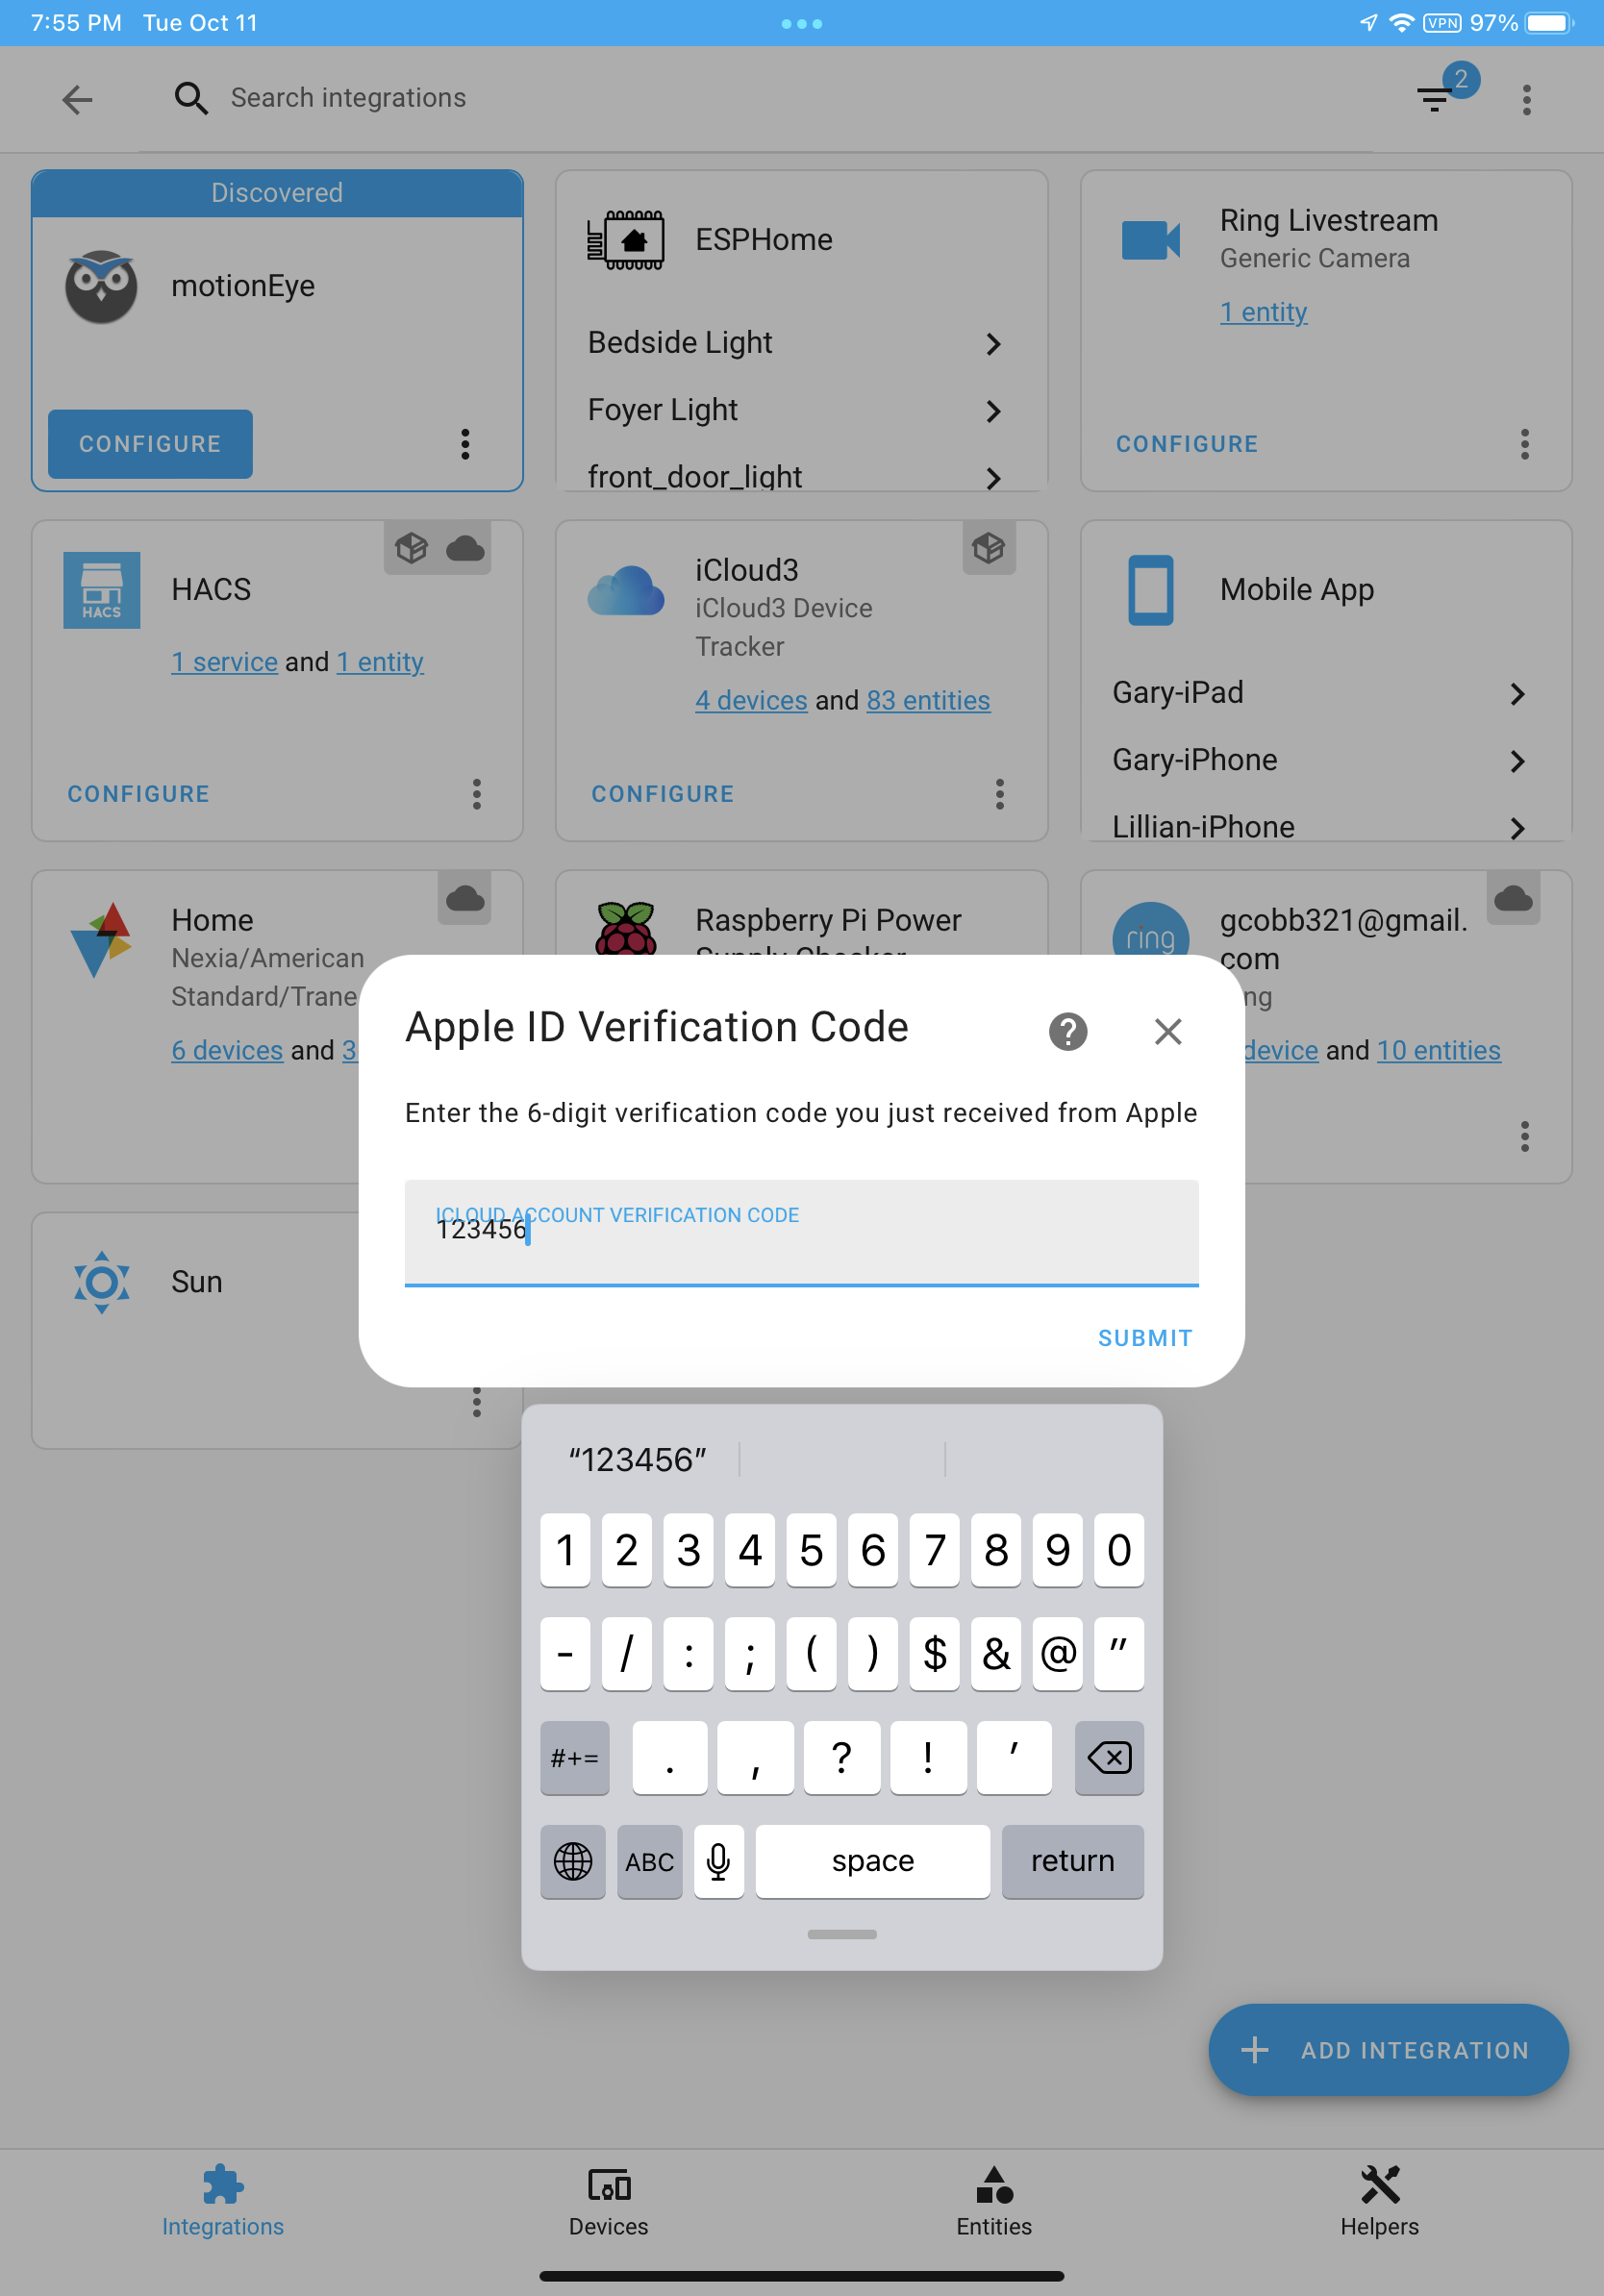 7:55 PM Tue Oct 11
VPN 97%
Search integrations
2
Discovered
motionEye
CONFIGURE
ESPHome
Bedside Light
Foyer Light
front_door_light
Ring Livestream
Generic Camera
1 entity
CONFIGURE
HACS
HACS
1 service and 1 entity
CONFIGURE
iCloud3
iCloud3 Device
Tracker
4 devices and 83 entities
CONFIGURE
Mobile App
Gary-iPad
Gary-iPhone
Lillian-iPhone
Home
Nexia/American
Standard/Trane
6 devices and 3
Raspberry Pi Power
Supply Checker
ring
gcobb321@gmail.
com
ng
device and 10 entities
Sun
Apple ID Verification Code
Enter the 6-digit verification code you just received from Apple
ICLOUD ACCOUNT VERIFICATION CODE
123456
SUBMIT
“123456”
1 2 3 4 5 6 7 8 9 0
- / : ; ( ) $ & @ "
#+= . , ? ! '
ABC space return
+ ADD INTEGRATION
Integrations
Devices
Entities
Helpers